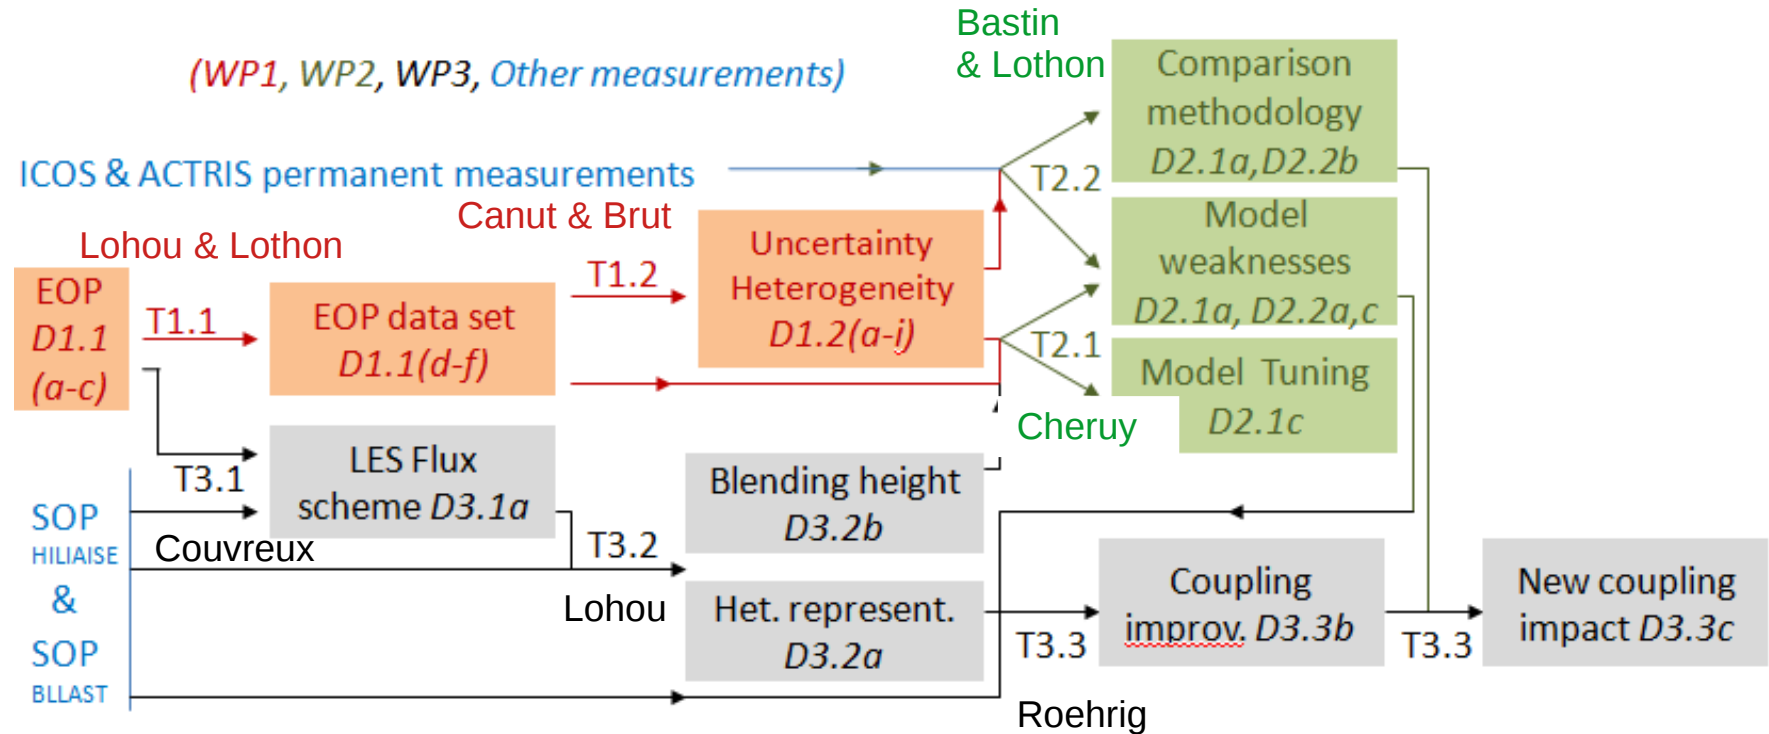 Bastin
& Lothon
(WP1, WP2, WP3, Other measurements)
Comparison
methodology
D2.1a,D2.2b
ICOS & ACTRIS permanent measurements
T2.2
Canut & Brut
Lohou & Lothon
Model
weaknesses
D2.1a, D2.2a,c
Uncertainty
Heterogeneity
D1.2(a-i)
T1.2
EOP
D1.1
(a-c)
T1.1
EOP data set
D1.1(d-f)
T2.1
Model Tuning
D2.1c
Cheruy
LES Flux
scheme D3.1a
T3.1
Blending height
D3.2b
SOP
HILIAISE
&
SOP
BLLAST
Couvreux
T3.2
Lohou
Het. represent.
D3.2a
T3.3
Coupling
improv. D3.3b
T3.3
New coupling
impact D3.3c
Roehrig